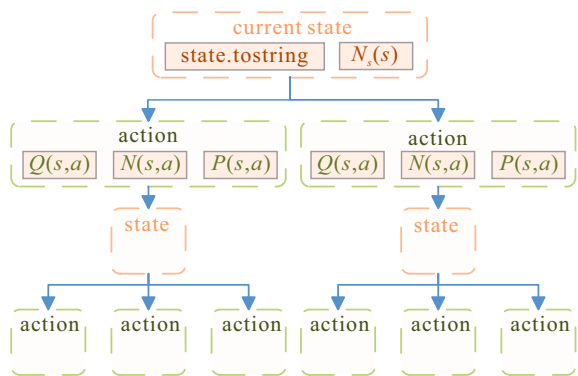 current state
state.tostring N_s(s)
action action
Q(s,a) N(s,a) P(s,a) Q(s,a) N(s,a) P(s,a)
state state
action action action action action action